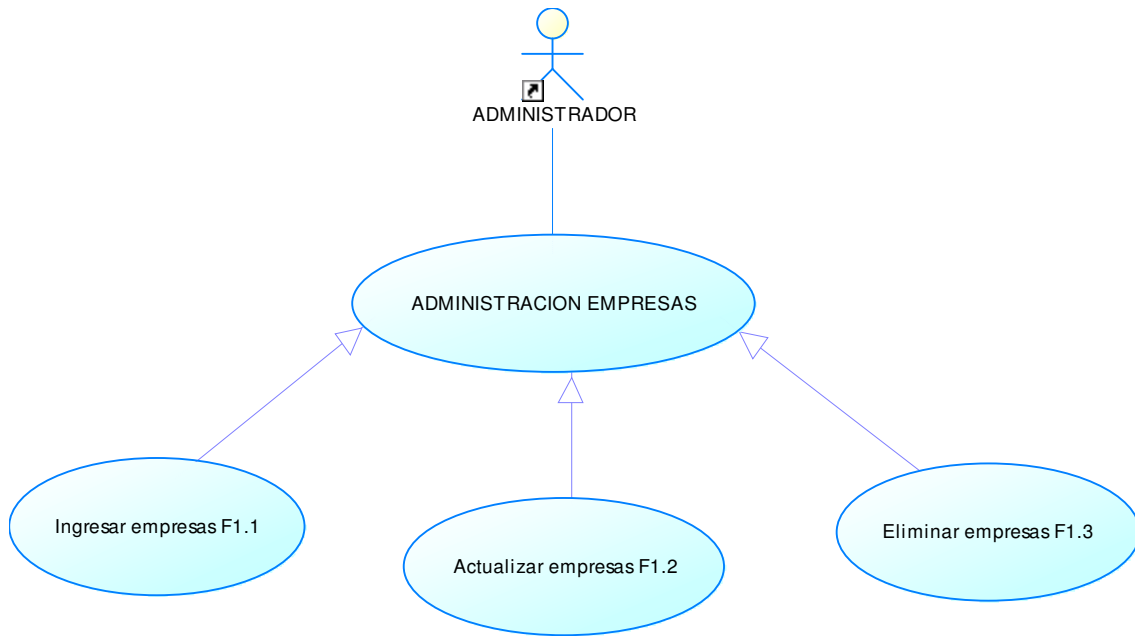 ADMINISTRADOR
ADMINISTRACION EMPRESAS
Ingresar empresas F1.1
Actualizar empresas F1.2
Eliminar empresas F1.3